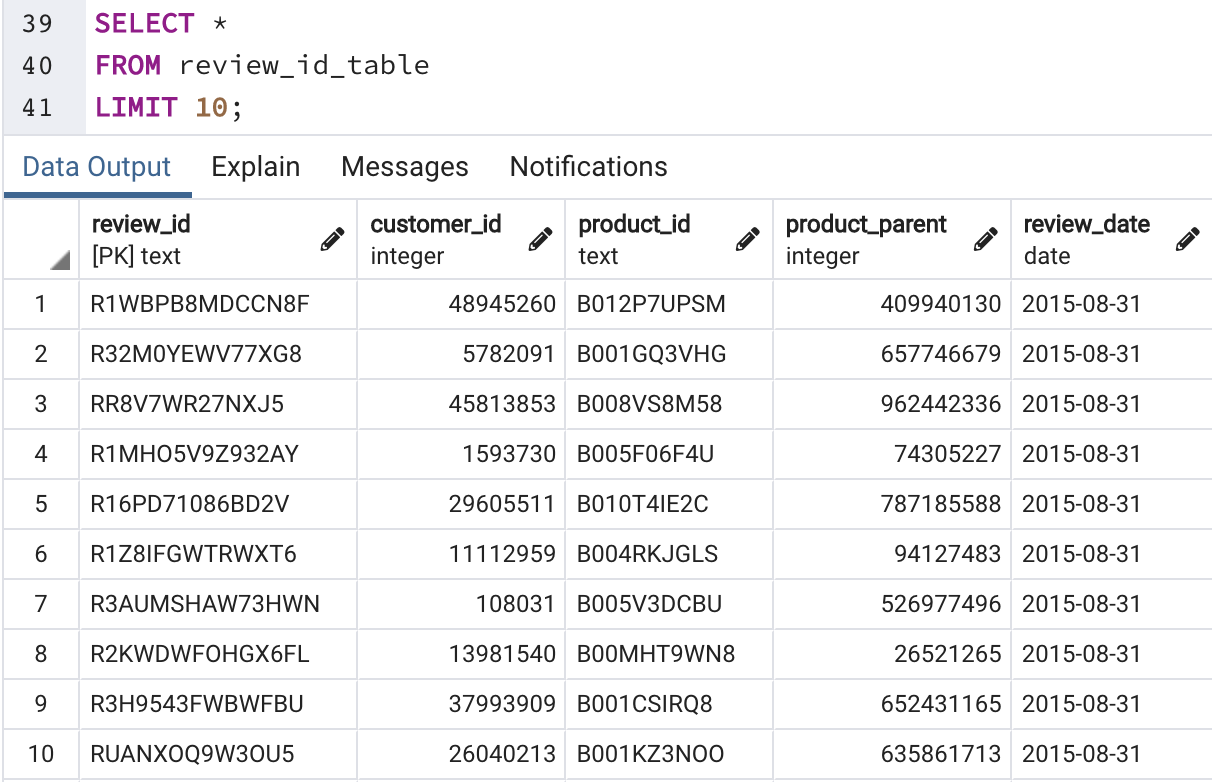 39 SELECT *
40 FROM review_id_table
41 LIMIT 10;
Data Output Explain Messages Notifications
review_id customer_id product_id product_parent review_date
[PK] text integer text integer date
1 R1WBPB8MDCCN8F 48945260 B012P7UPSM 409940130 2015-08-31
2 R32M0YEWV77XG8 5782091 B001GQ3VHG 657746679 2015-08-31
3 RR8V7WR27NXJ5 45813853 B008VS8M58 962442336 2015-08-31
4 R1MHO5V9Z932AY 1593730 B005F06F4U 74305227 2015-08-31
5 R16PD71086BD2V 29605511 B010T4IE2C 787185588 2015-08-31
6 R1Z8IFGWTRWXT6 11112959 B004RKJGLS 94127483 2015-08-31
7 R3AUMSHAW73HWN 108031 B005V3DCBU 526977496 2015-08-31
8 R2KWDWFOHGX6FL 13981540 B00MHT9WN8 26521265 2015-08-31
9 R3H9543FWBWFBU 37993909 B001CSIRQ8 652431165 2015-08-31
10 RUANXOQ9W3OU5 26040213 B001KZ3NOO 635861713 2015-08-31